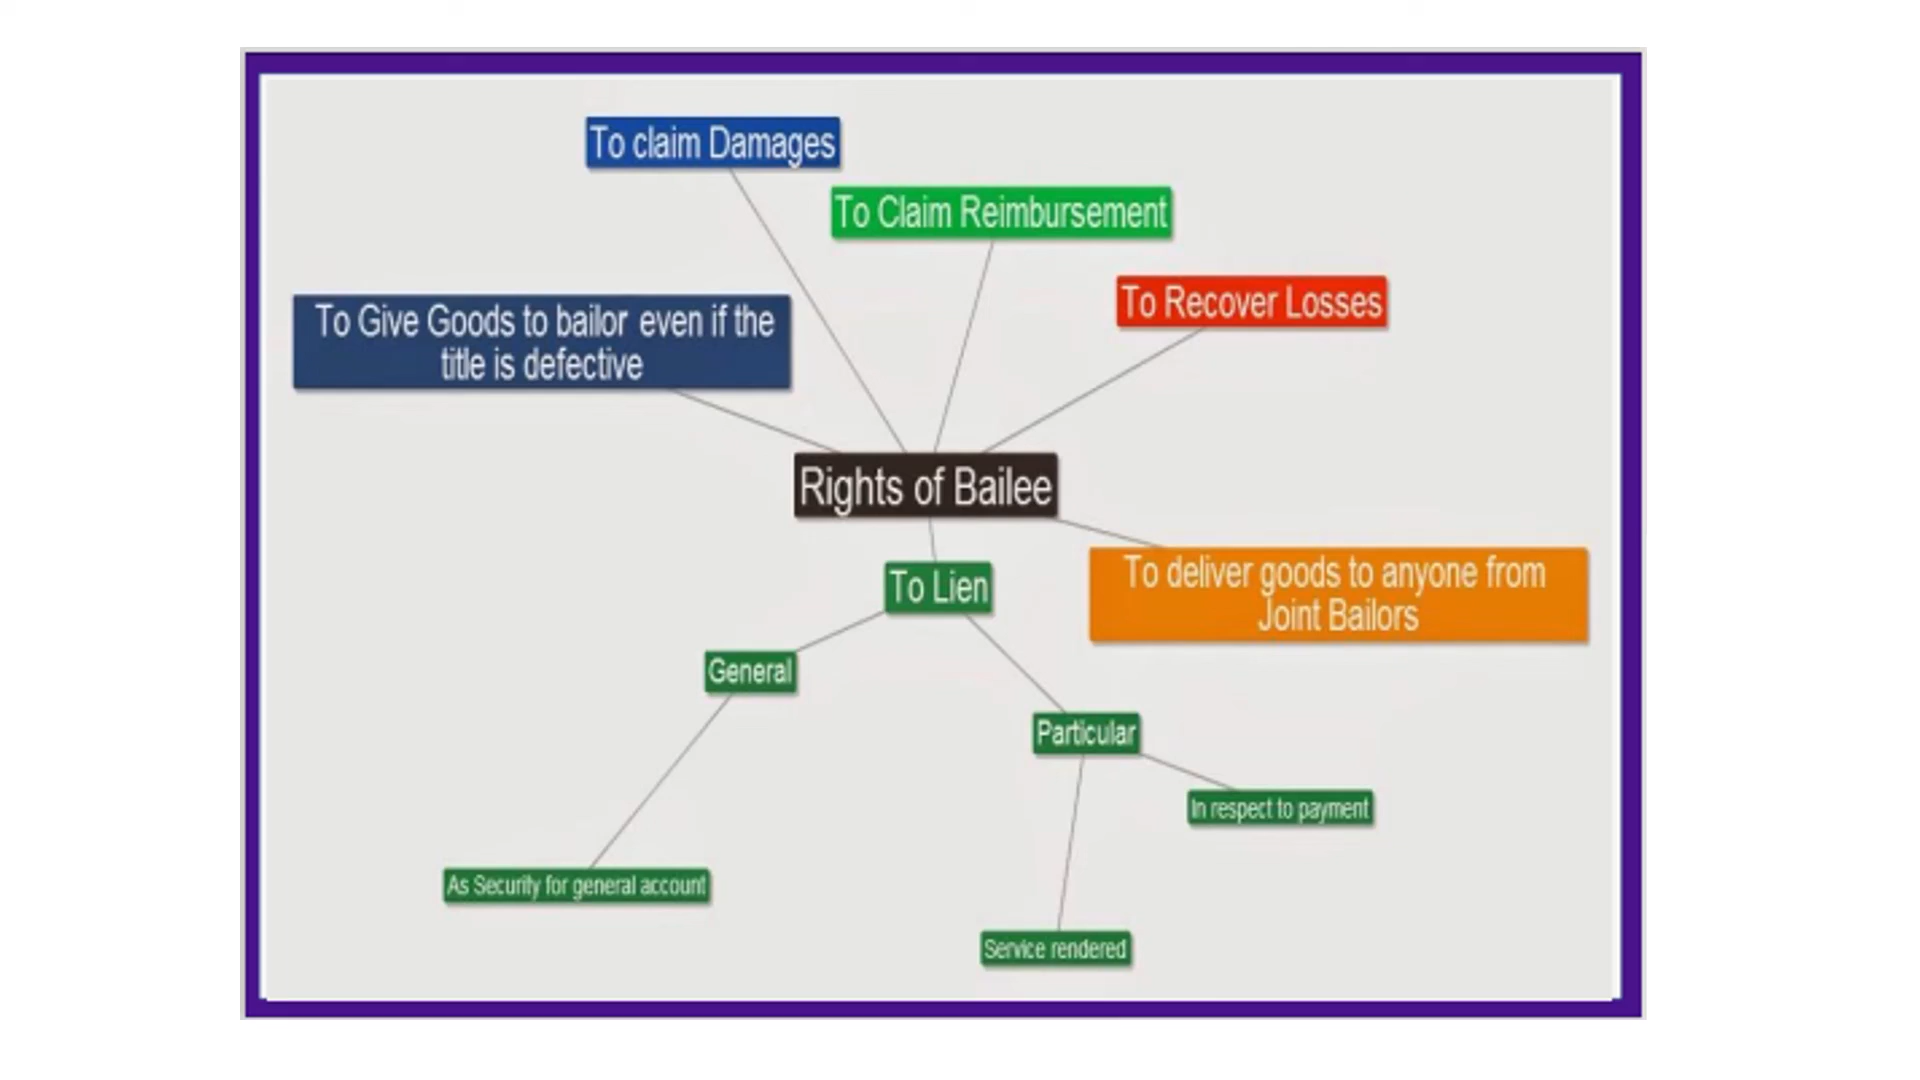 To claim Damages
To Claim Reimbursement
To Recover Losses
To Give Goods to bailor even if the
title is defective
Rights of Bailee
To Lien
To deliver goods to anyone from
Joint Bailors
General
Particular
In respect to payment
As Security for general account
Service rendered